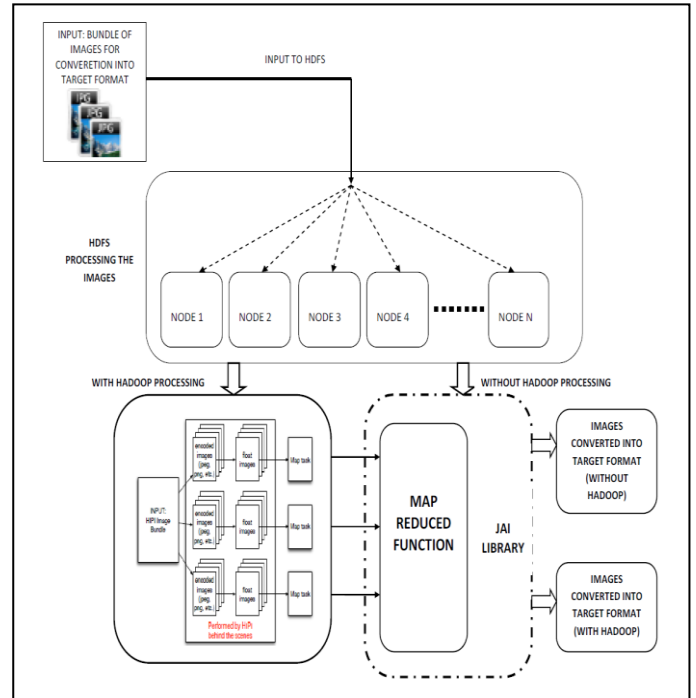 INPUT: BUNDLE OF
IMAGES FOR
CONVERETION INTO
TARGET FORMAT
JPG
JPG
JPG
INPUT TO HDFS
HDFS
PROCESSING THE
IMAGES
NODE 1
NODE 2
NODE 3
NODE 4
NODE N
WITH HADOOP PROCESSING
WITHOUT HADOOP PROCESSING
INPUT:
HIPI Image
Bundle
encoded
images
(jpeg,
png, etc.)
float
images
Map task
encoded
images
(jpeg,
png, etc.)
float
images
Map task
encoded
images
(jpeg,
png, etc.)
float
images
Map task
Performed by HIPI
behind the scenes
MAP
REDUCED
FUNCTION
JAI
LIBRARY
IMAGES
CONVERTED INTO
TARGET FORMAT
(WITHOUT
HADOOP)
IMAGES
CONVERTED INTO
TARGET FORMAT
(WITH HADOOP)